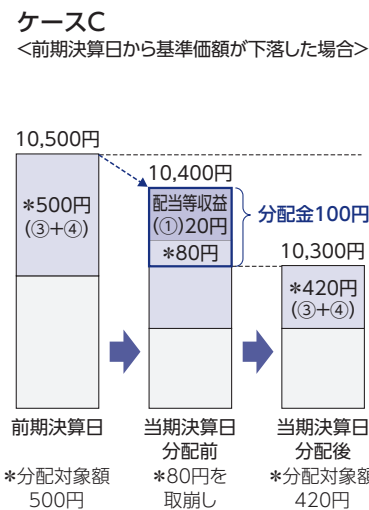 ケースC
<前期決算日から基準価額が下落した場合>
10,500円
10,400円
*500円
(③+④)
配当等収益
(①)20円
*80円
分配金100円
10,300円
*420円
(③+④)
前期決算日
当期決算日
分配前
当期決算日
分配後
*分配対象額
500円
*80円を
取崩し
*分配対象額
420円